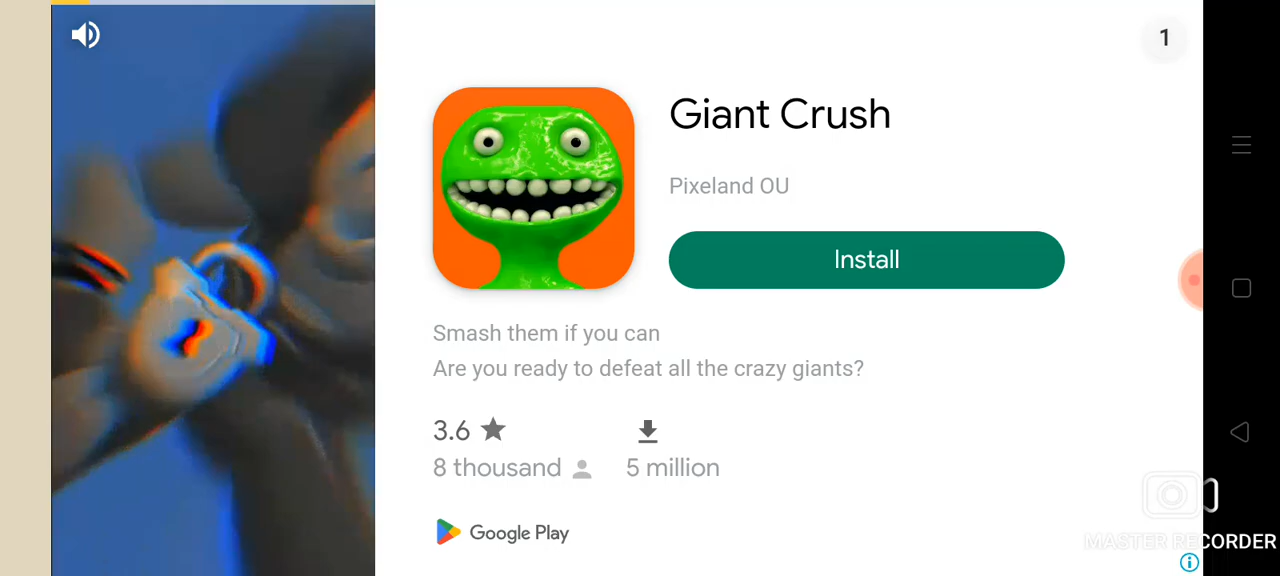 1
Giant Crush
Pixeland OU
Install
Smash them if you can
Are you ready to defeat all the crazy giants?
3.6
8 thousand
5 million
Google Play
MASTER RECORDER